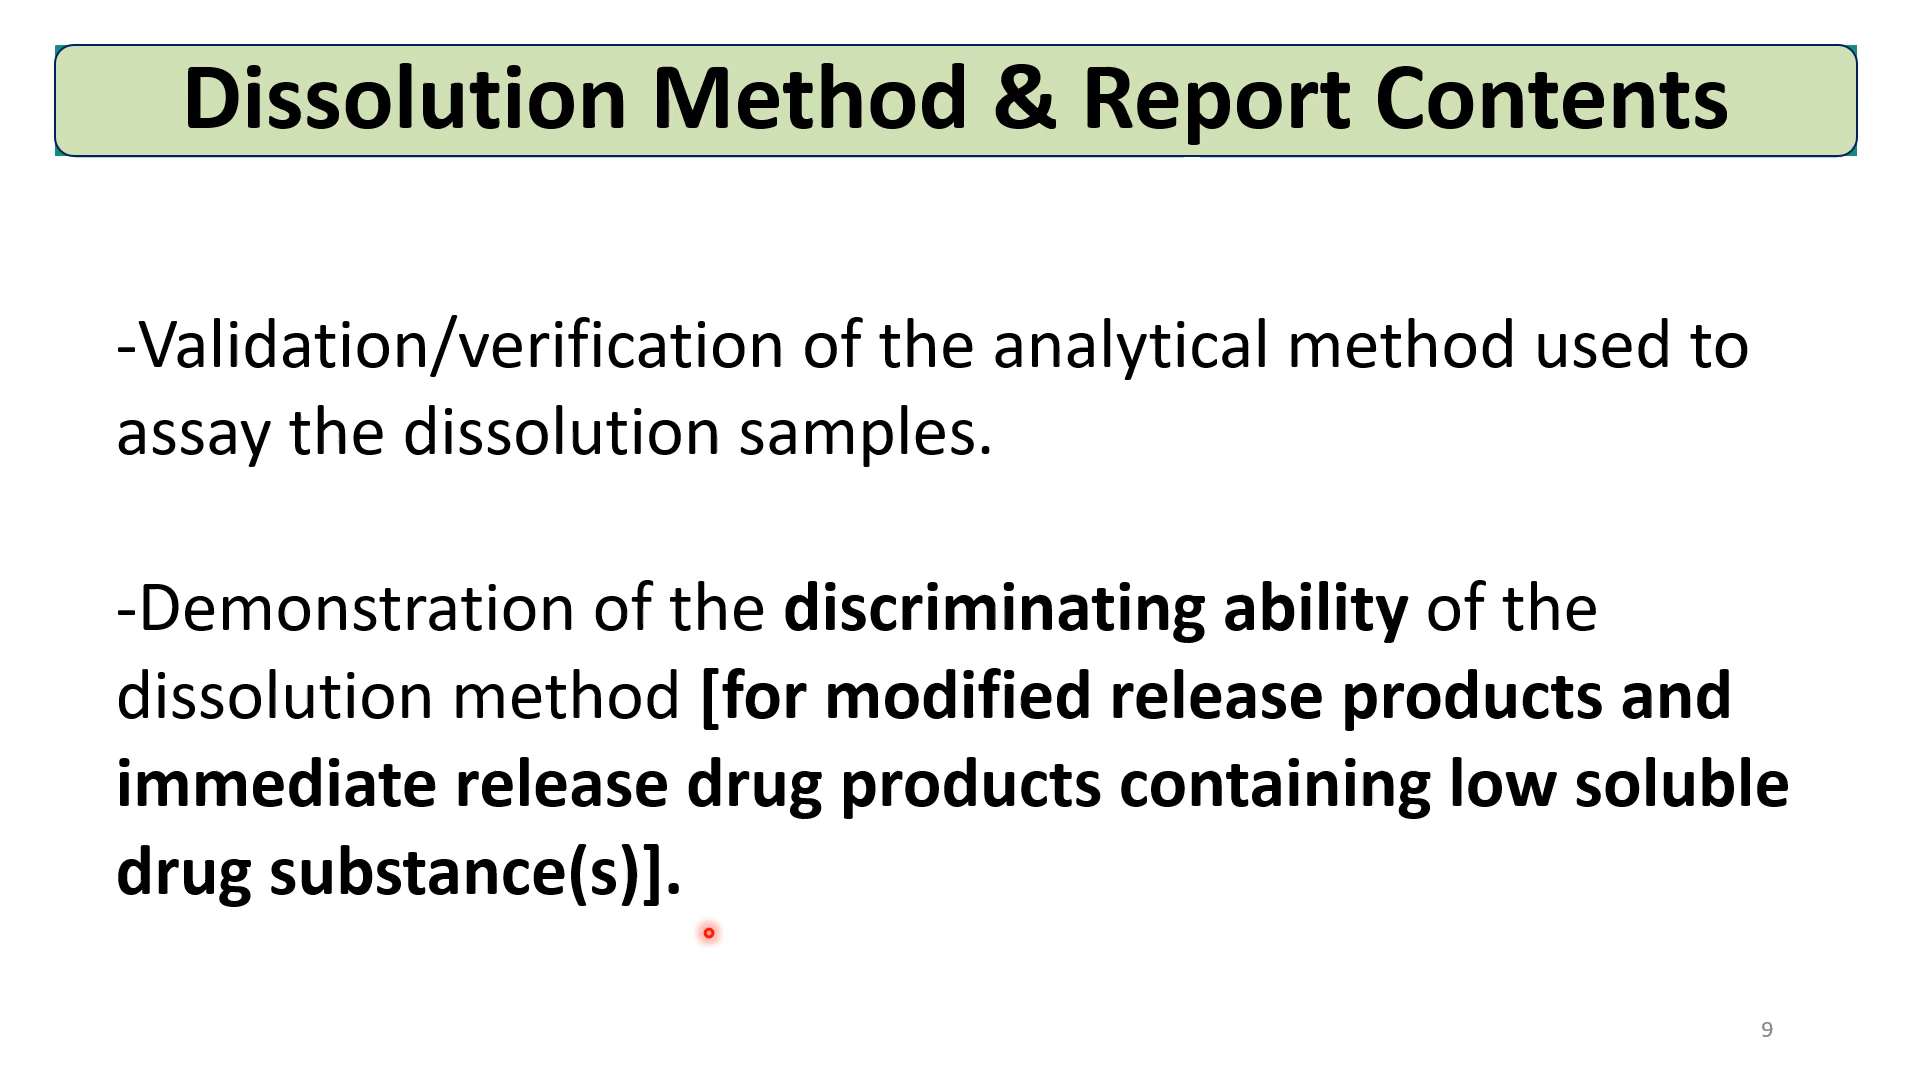 Dissolution Method & Report Contents
-Validation/verification of the analytical method used to
assay the dissolution samples.
-Demonstration of the discriminating ability of the
dissolution method [for modified release products and
immediate release drug products containing low soluble
drug substance(s)].
9